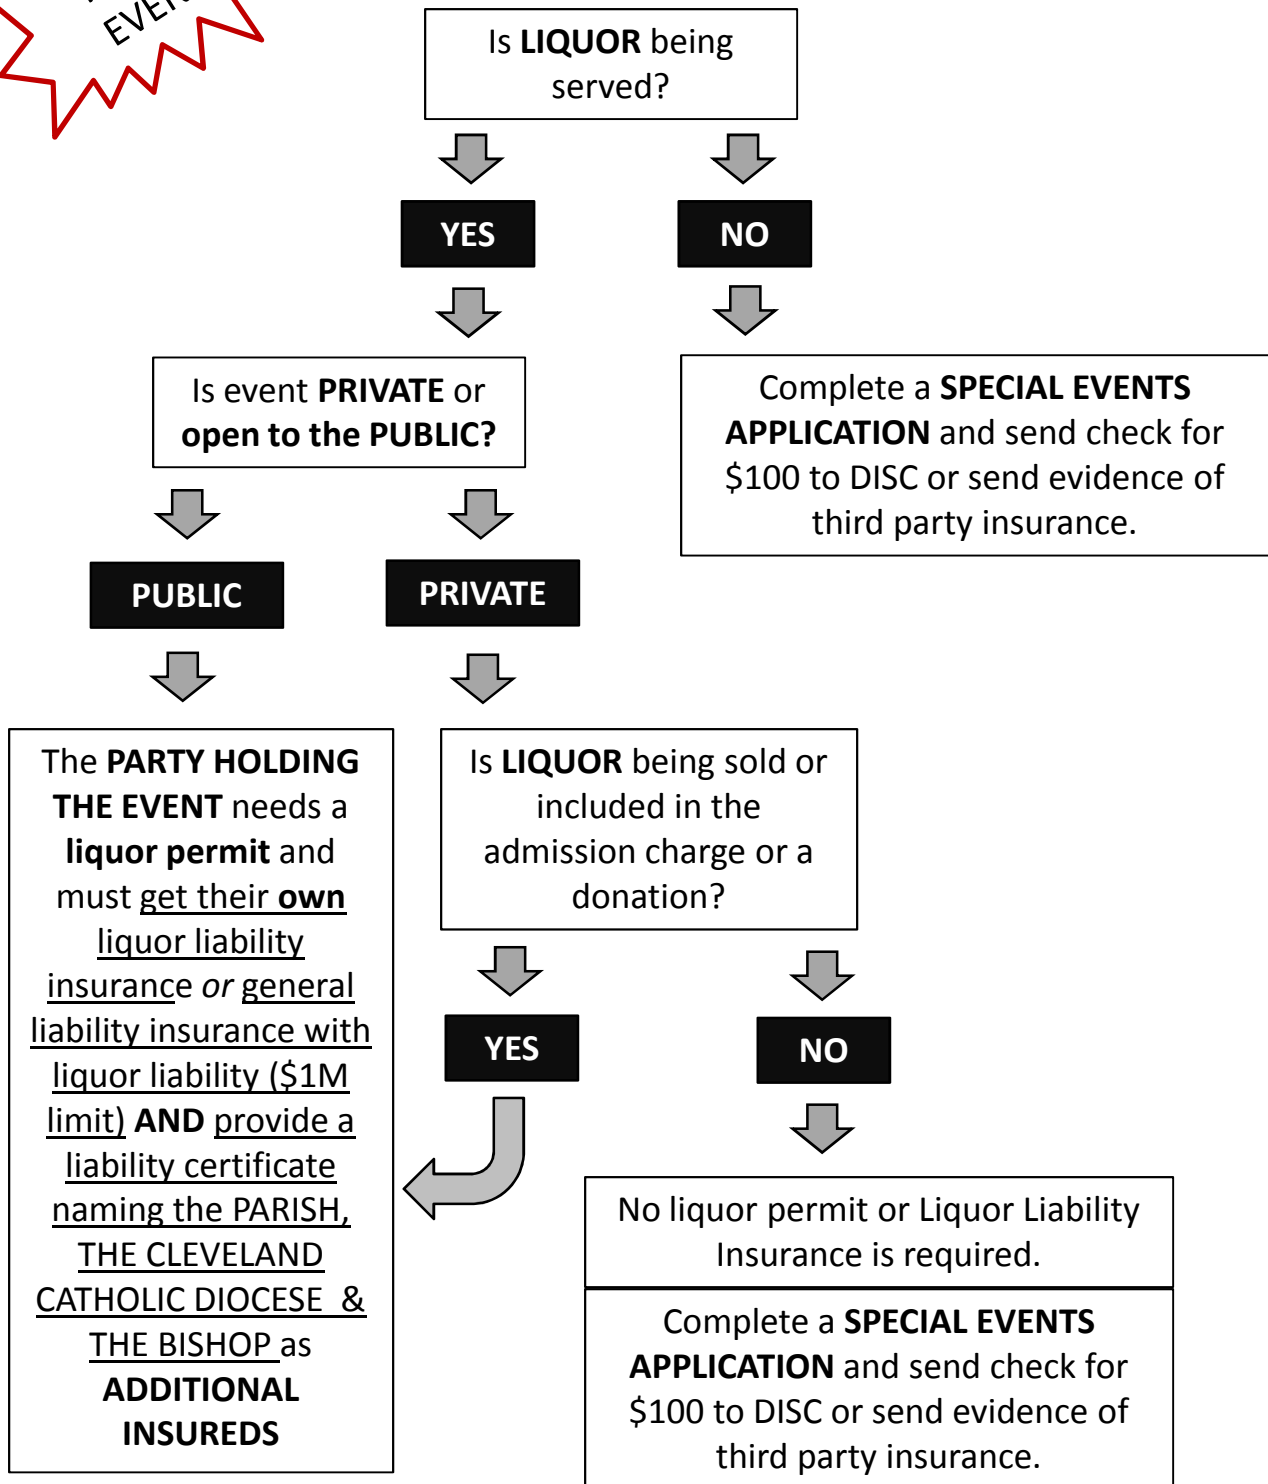 Is LIQUOR being
served?
YES
NO
Is event PRIVATE or
open to the PUBLIC?
Complete a SPECIAL EVENTS
APPLICATION and send check for
$100 to DISC or send evidence of
third party insurance.
PUBLIC
PRIVATE
The PARTY HOLDING
THE EVENT needs a
liquor permit and
must get their own
liquor liability
insurance or general
liability insurance with
liquor liability ($1M
limit) AND provide a
liability certificate
naming the PARISH,
THE CLEVELAND
CATHOLIC DIOCESE &
THE BISHOP as
ADDITIONAL
INSUREDS
Is LIQUOR being sold or
included in the
admission charge or a
donation?
YES
NO
No liquor permit or Liquor Liability
Insurance is required.
Complete a SPECIAL EVENTS
APPLICATION and send check for
$100 to DISC or send evidence of
third party insurance.